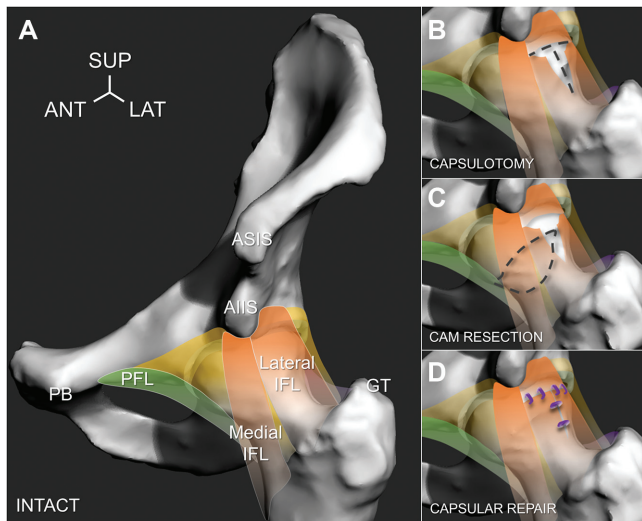 A
SUP
ANT
LAT
ASIS
AIIS
PB
PFL
Lateral
IFL
GT
Medial
IFL
INTACT
B
CAPSULOTOMY
C
CAM RESECTION
D
CAPSULAR REPAIR